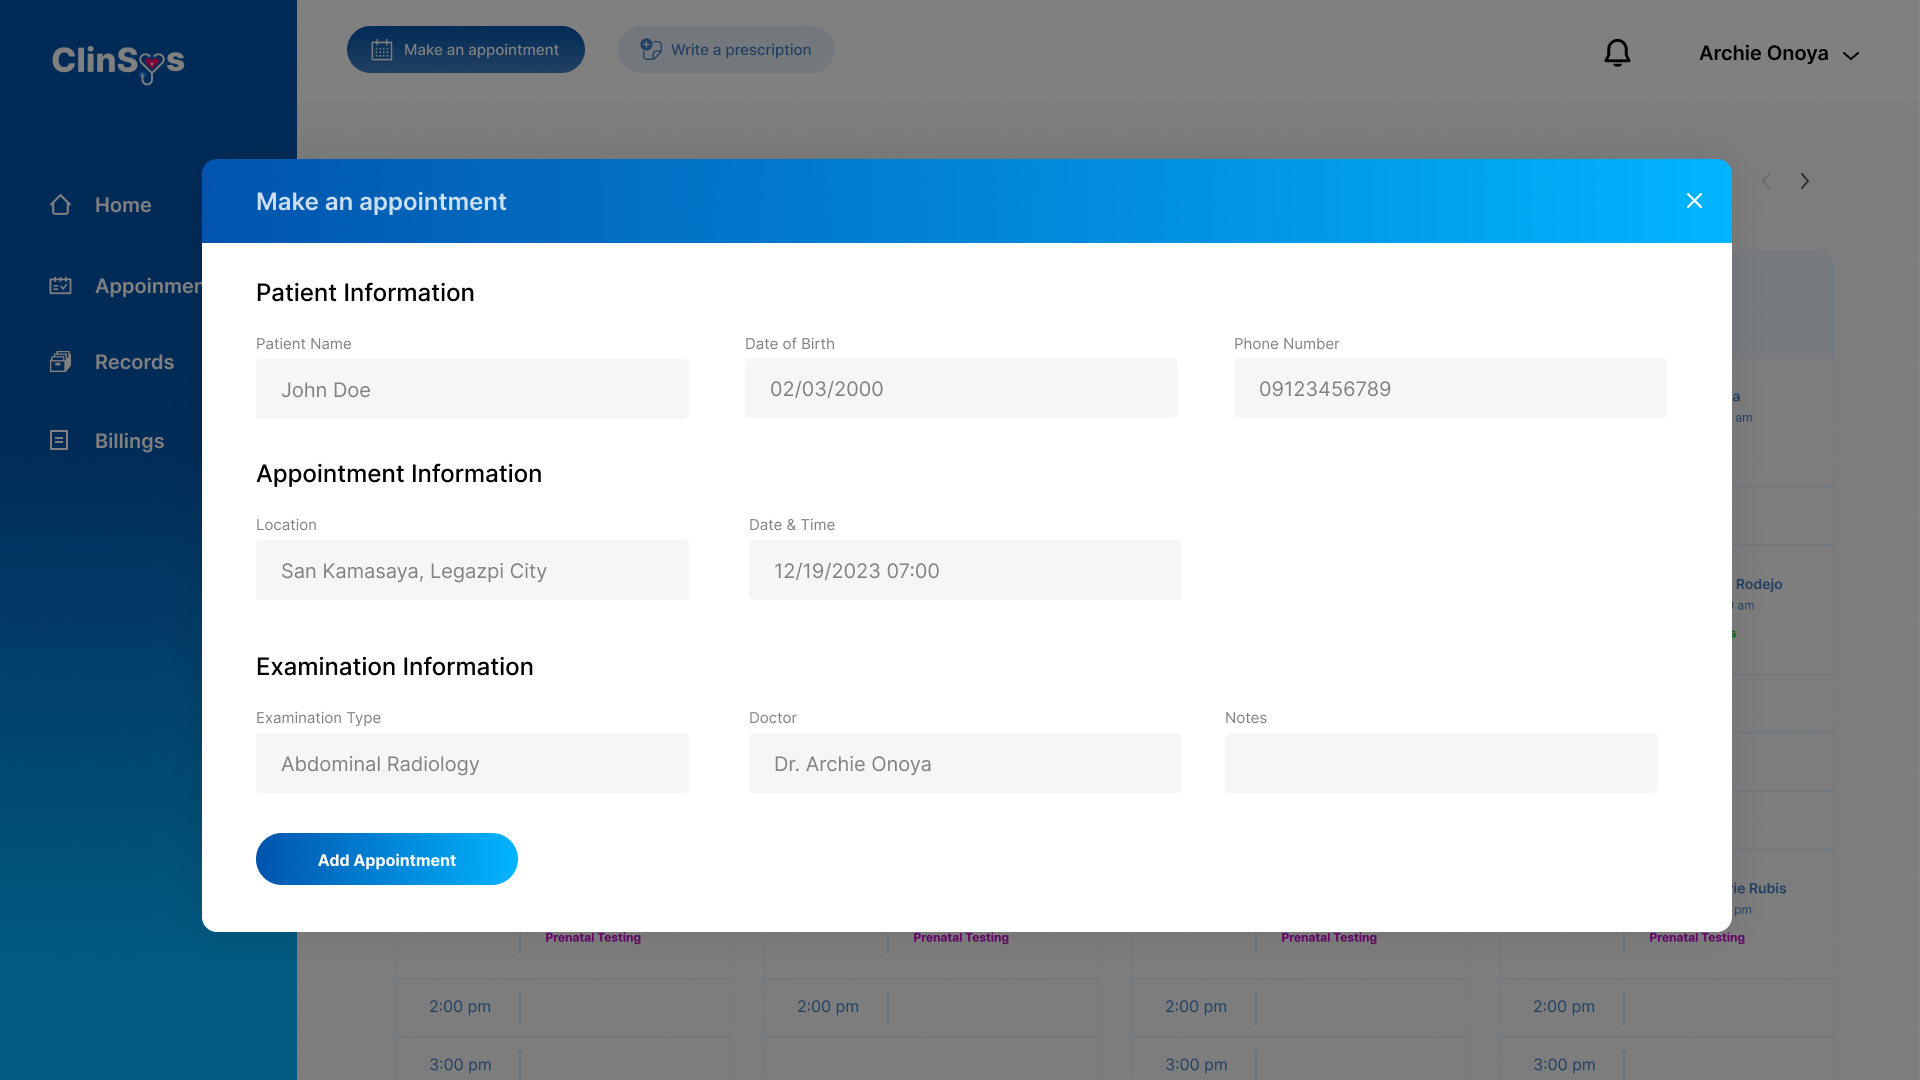 ClinSys
Make an appointment
Write a prescription
Archie Onoya
Home
Records
Billings
Make an appointment
Patient Information
Patient Name
Date of Birth
Phone Number
John Doe
02/03/2000
09123456789
am
Appointment Information
Location
Date & Time
San Kamasaya, Legazpi City
12/19/2023 07:00
Rodejo
am
Examination Information
Examination Type
Doctor
Notes
Abdominal Radiology
Dr. Archie Onoya
Add Appointment
Rubis
pm
Prenatal Testing
Prenatal Testing
Prenatal Testing
Prenatal Testing
2:00 pm
2:00 pm
2:00 pm
2:00 pm
3:00 pm
3:00 pm
3:00 pm